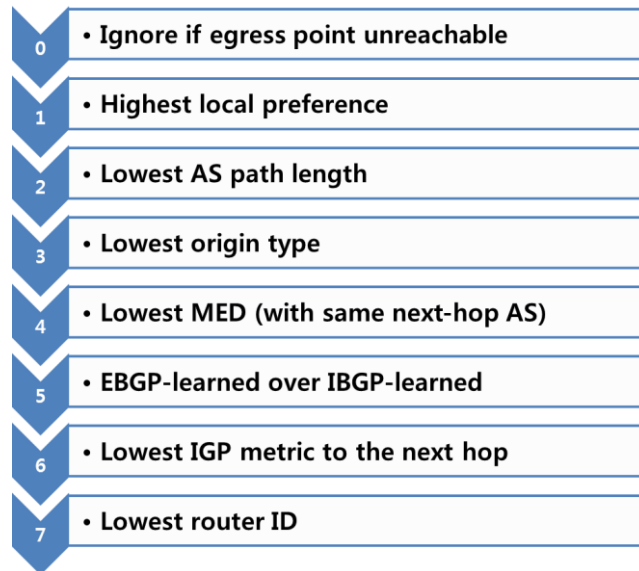 0
• Ignore if egress point unreachable
1
• Highest local preference
2
• Lowest AS path length
3
• Lowest origin type
4
• Lowest MED (with same next-hop AS)
5
• EBGP-learned over IBGP-learned
6
• Lowest IGP metric to the next hop
7
• Lowest router ID